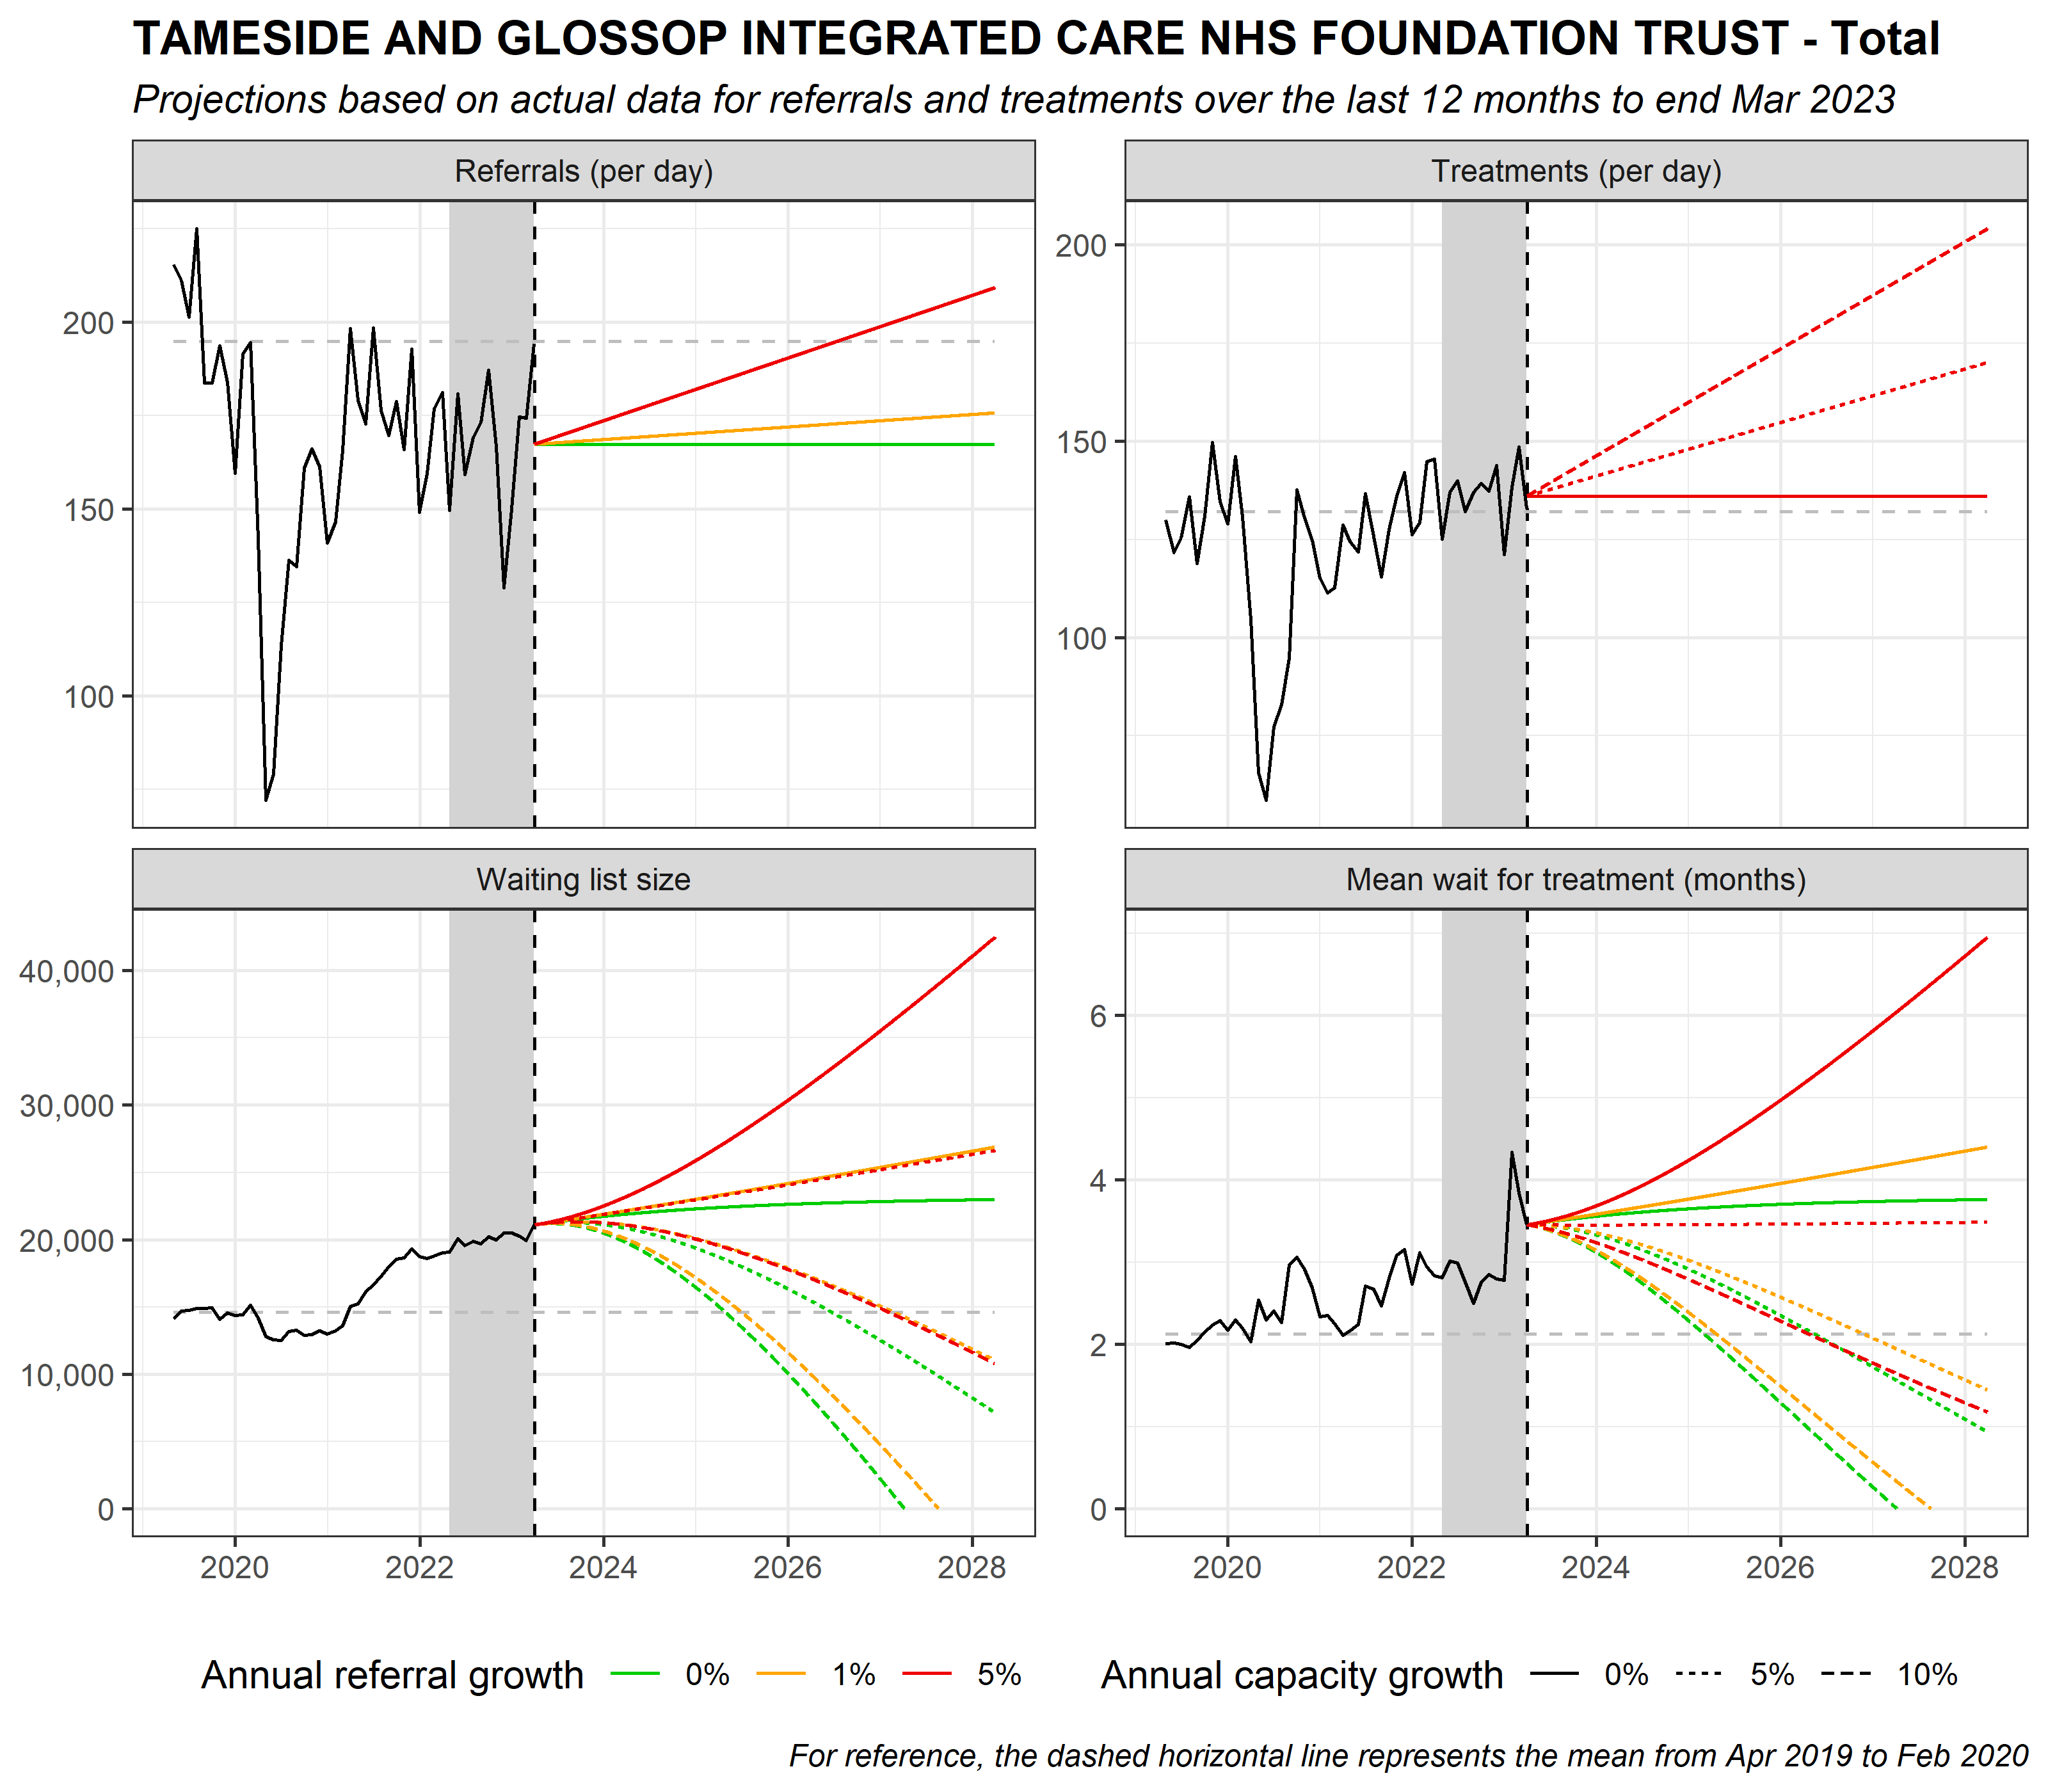 TAMESIDE AND GLOSSOP INTEGRATED CARE NHS FOUNDATION TRUST - Total
Projections based on actual data for referrals and treatments over the last 12 months to end Mar 2023
Referrals (per day)
200
150
100
Treatments (per day)
200
150
100
Waiting list size
40,000
30,000
20,000
10,000
0
2020 2022 2024 2026 2028
Mean wait for treatment (months)
6
4
2
0
2020 2022 2024 2026 2028
Annual referral growth 0% 1% 5%
Annual capacity growth 0% 5% 10%
For reference, the dashed horizontal line represents the mean from Apr 2019 to Feb 2020